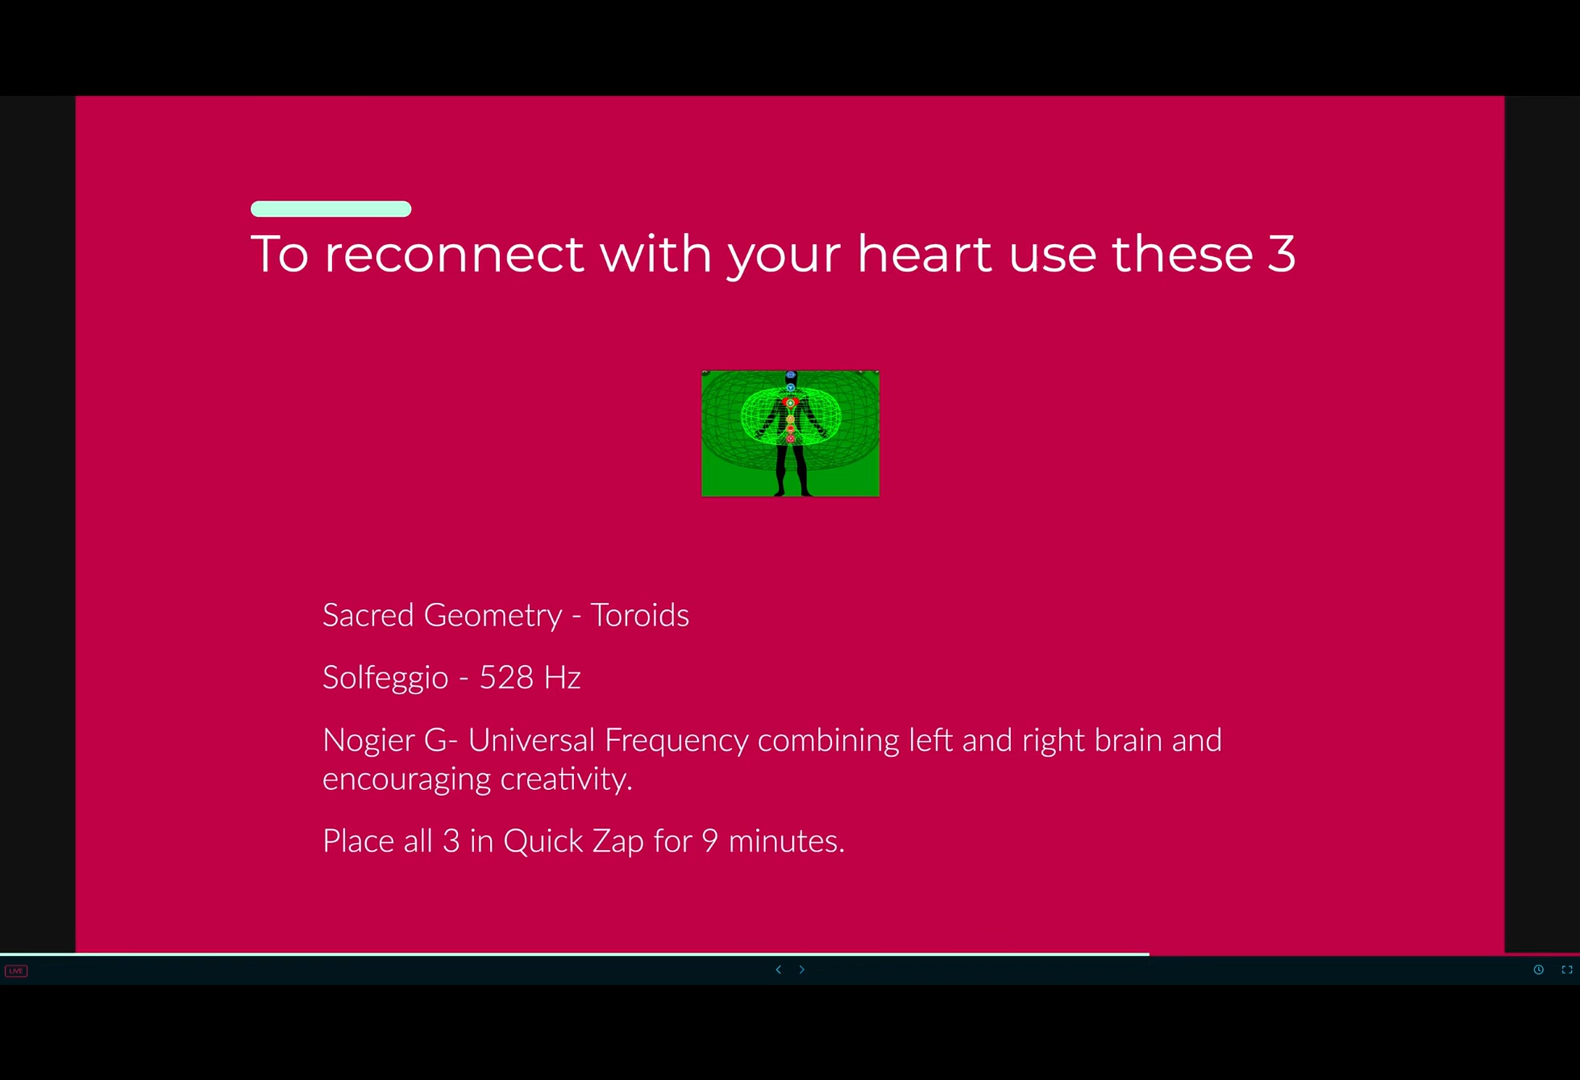 To reconnect with your heart use these 3
Sacred Geometry - Toroids
Solfeggio - 528 Hz
Nogier G- Universal Frequency combining left and right brain and
encouraging creativity.
Place all 3 in Quick Zap for 9 minutes.
LIVE